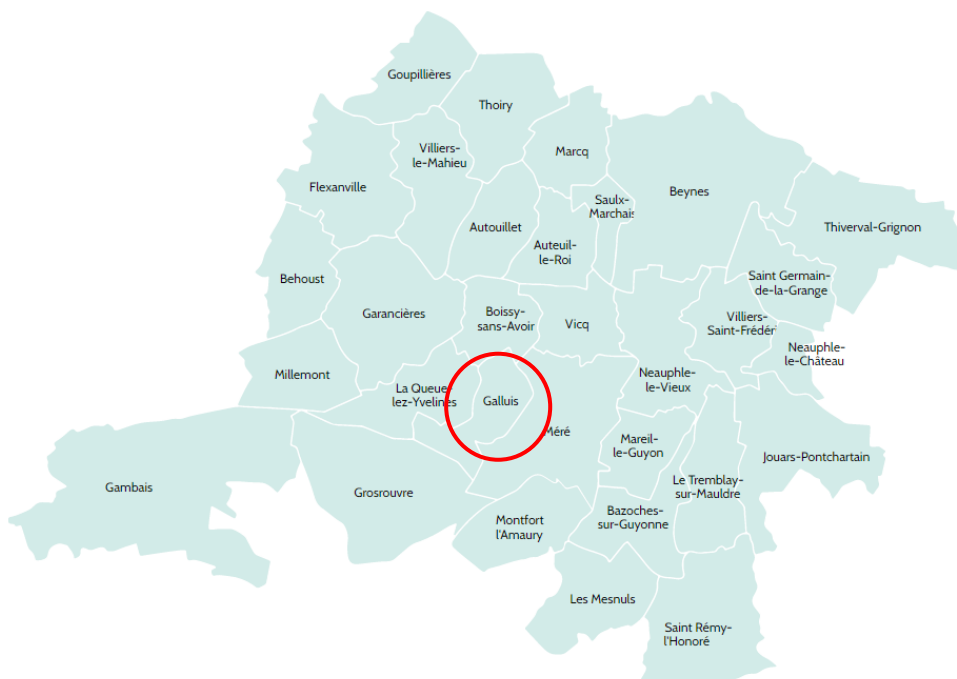 Goupillières
Thoiry
Villiers-
le-Mahieu
Marcq
Flexanville
Saulx-
Marchais
Beynes
Autouillet
Auteuil-
le-Roi
Thiverval-Grignon
Behoust
Saint Germain-
de-la-Grange
Garancières
Boissy-
sans-Avoir
Vicq
Villiers-
Saint-Frédér
Neauphle-
le-Château
Millemont
La Queue
lez-Yvelines
Galluis
Neauphle-
le-Vieux
Méré
Mareil-
le-Guyon
Jouars-Pontchartain
Gambais
Grosrouvre
Le Tremblay-
sur-Mauldre
Montfort
l'Amaury
Bazoches-
sur-Guyonne
Les Mesnuls
Saint Rémy-
l'Honoré